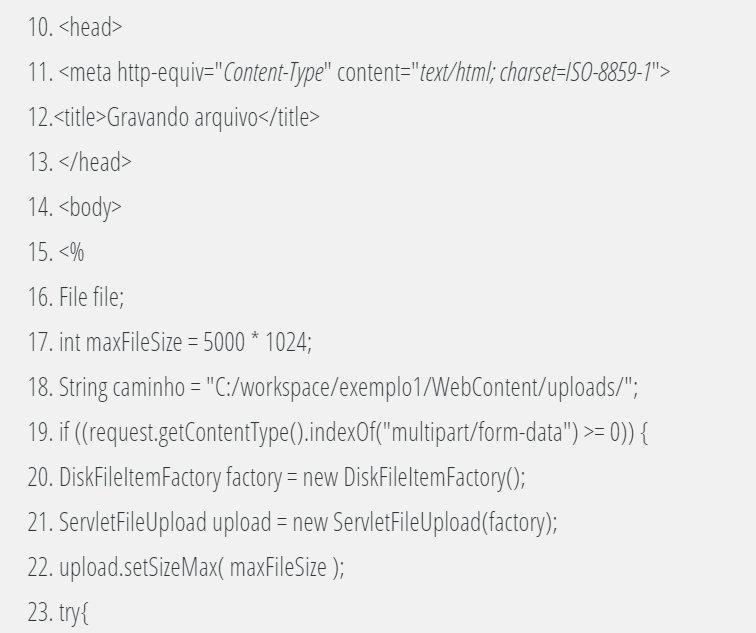 10. <head>
11. <meta http-equiv="Content-Type" content="text/html; charset=ISO-8859-1">
12.<title>Gravando arquivo</title>
13. </head>
14. <body>
15. <%
16. File file;
17. int maxFileSize = 5000 * 1024;
18. String caminho = "C:/workspace/exemplo1/WebContent/uploads/";
19. if ((request.getContentType().indexOf("multipart/form-data") >= 0)) {
20. DiskFileItemFactory factory = new DiskFileItemFactory();
21. ServletFileUpload upload = new ServletFileUpload(factory);
22. upload.setSizeMax( maxFileSize );
23. try{